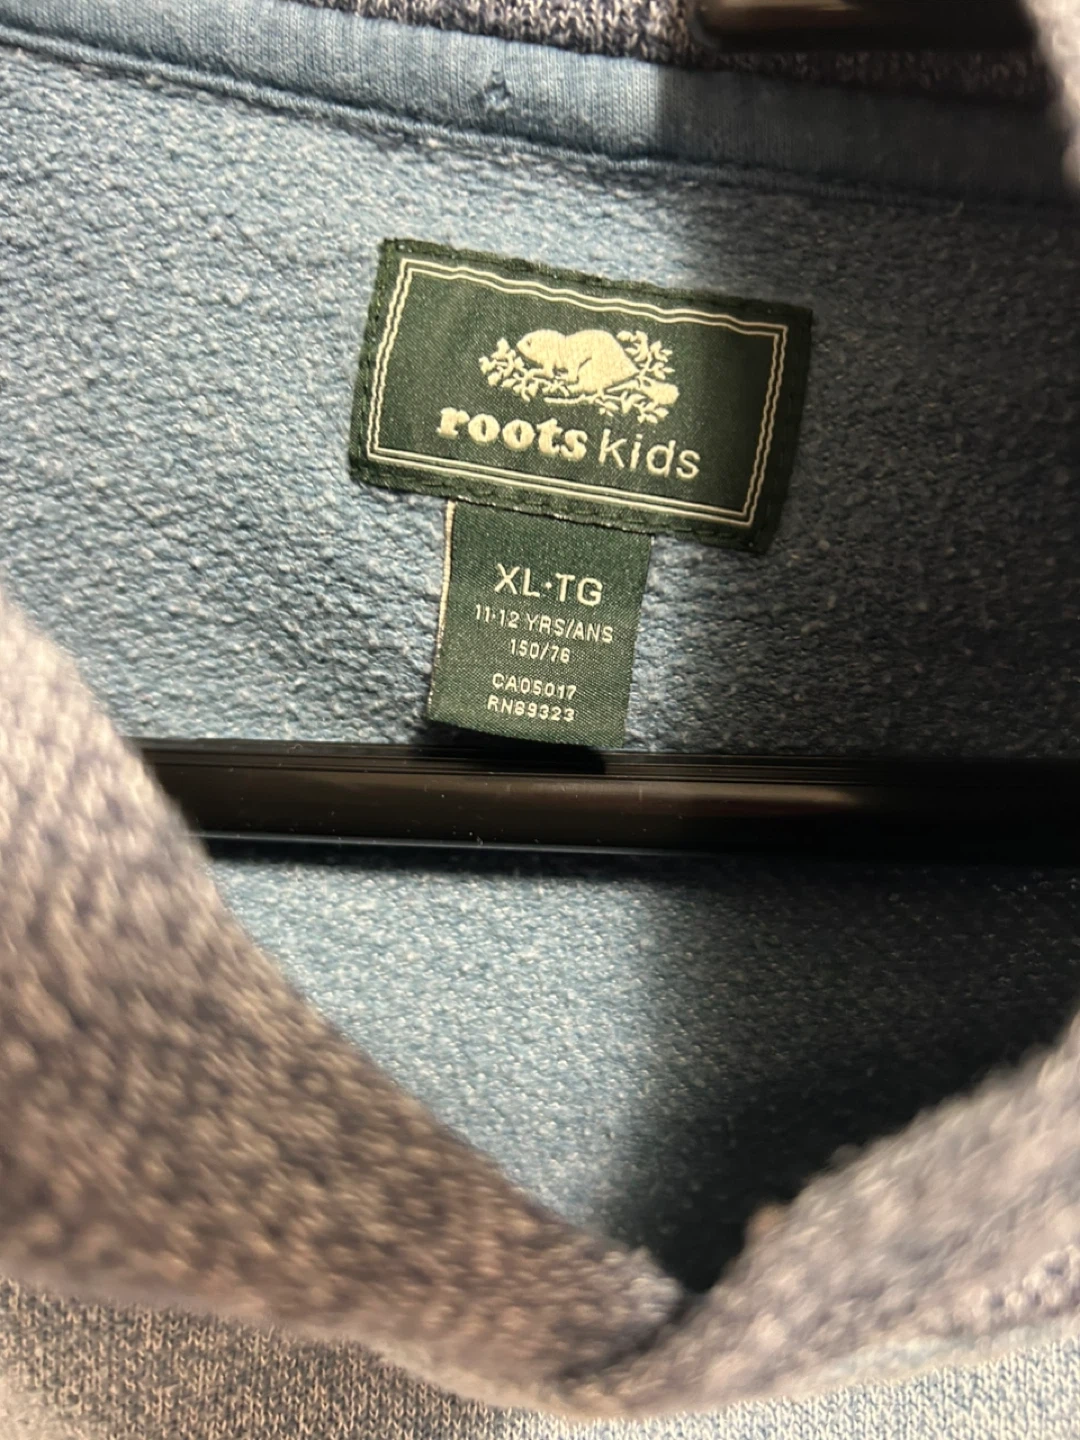 roots kids
XL·TG
11·12 YRS/ANS
150/76
CA05017
RN89323